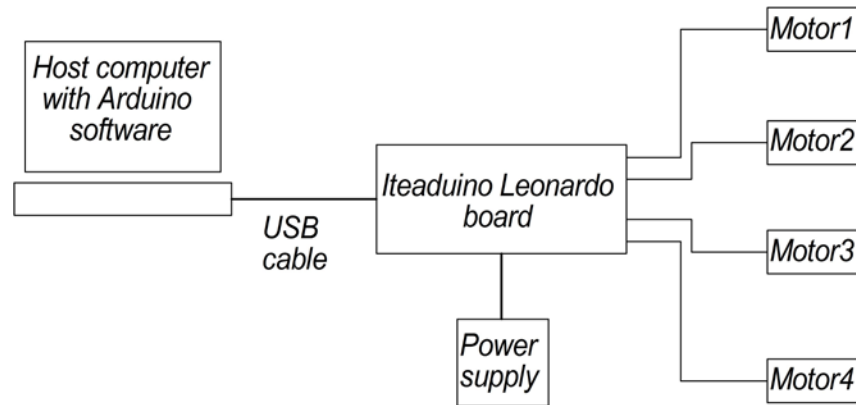 Host computer
with Arduino
software
USB
cable
Iteaduino Leonardo
board
Power
supply
Motor1
Motor2
Motor3
Motor4